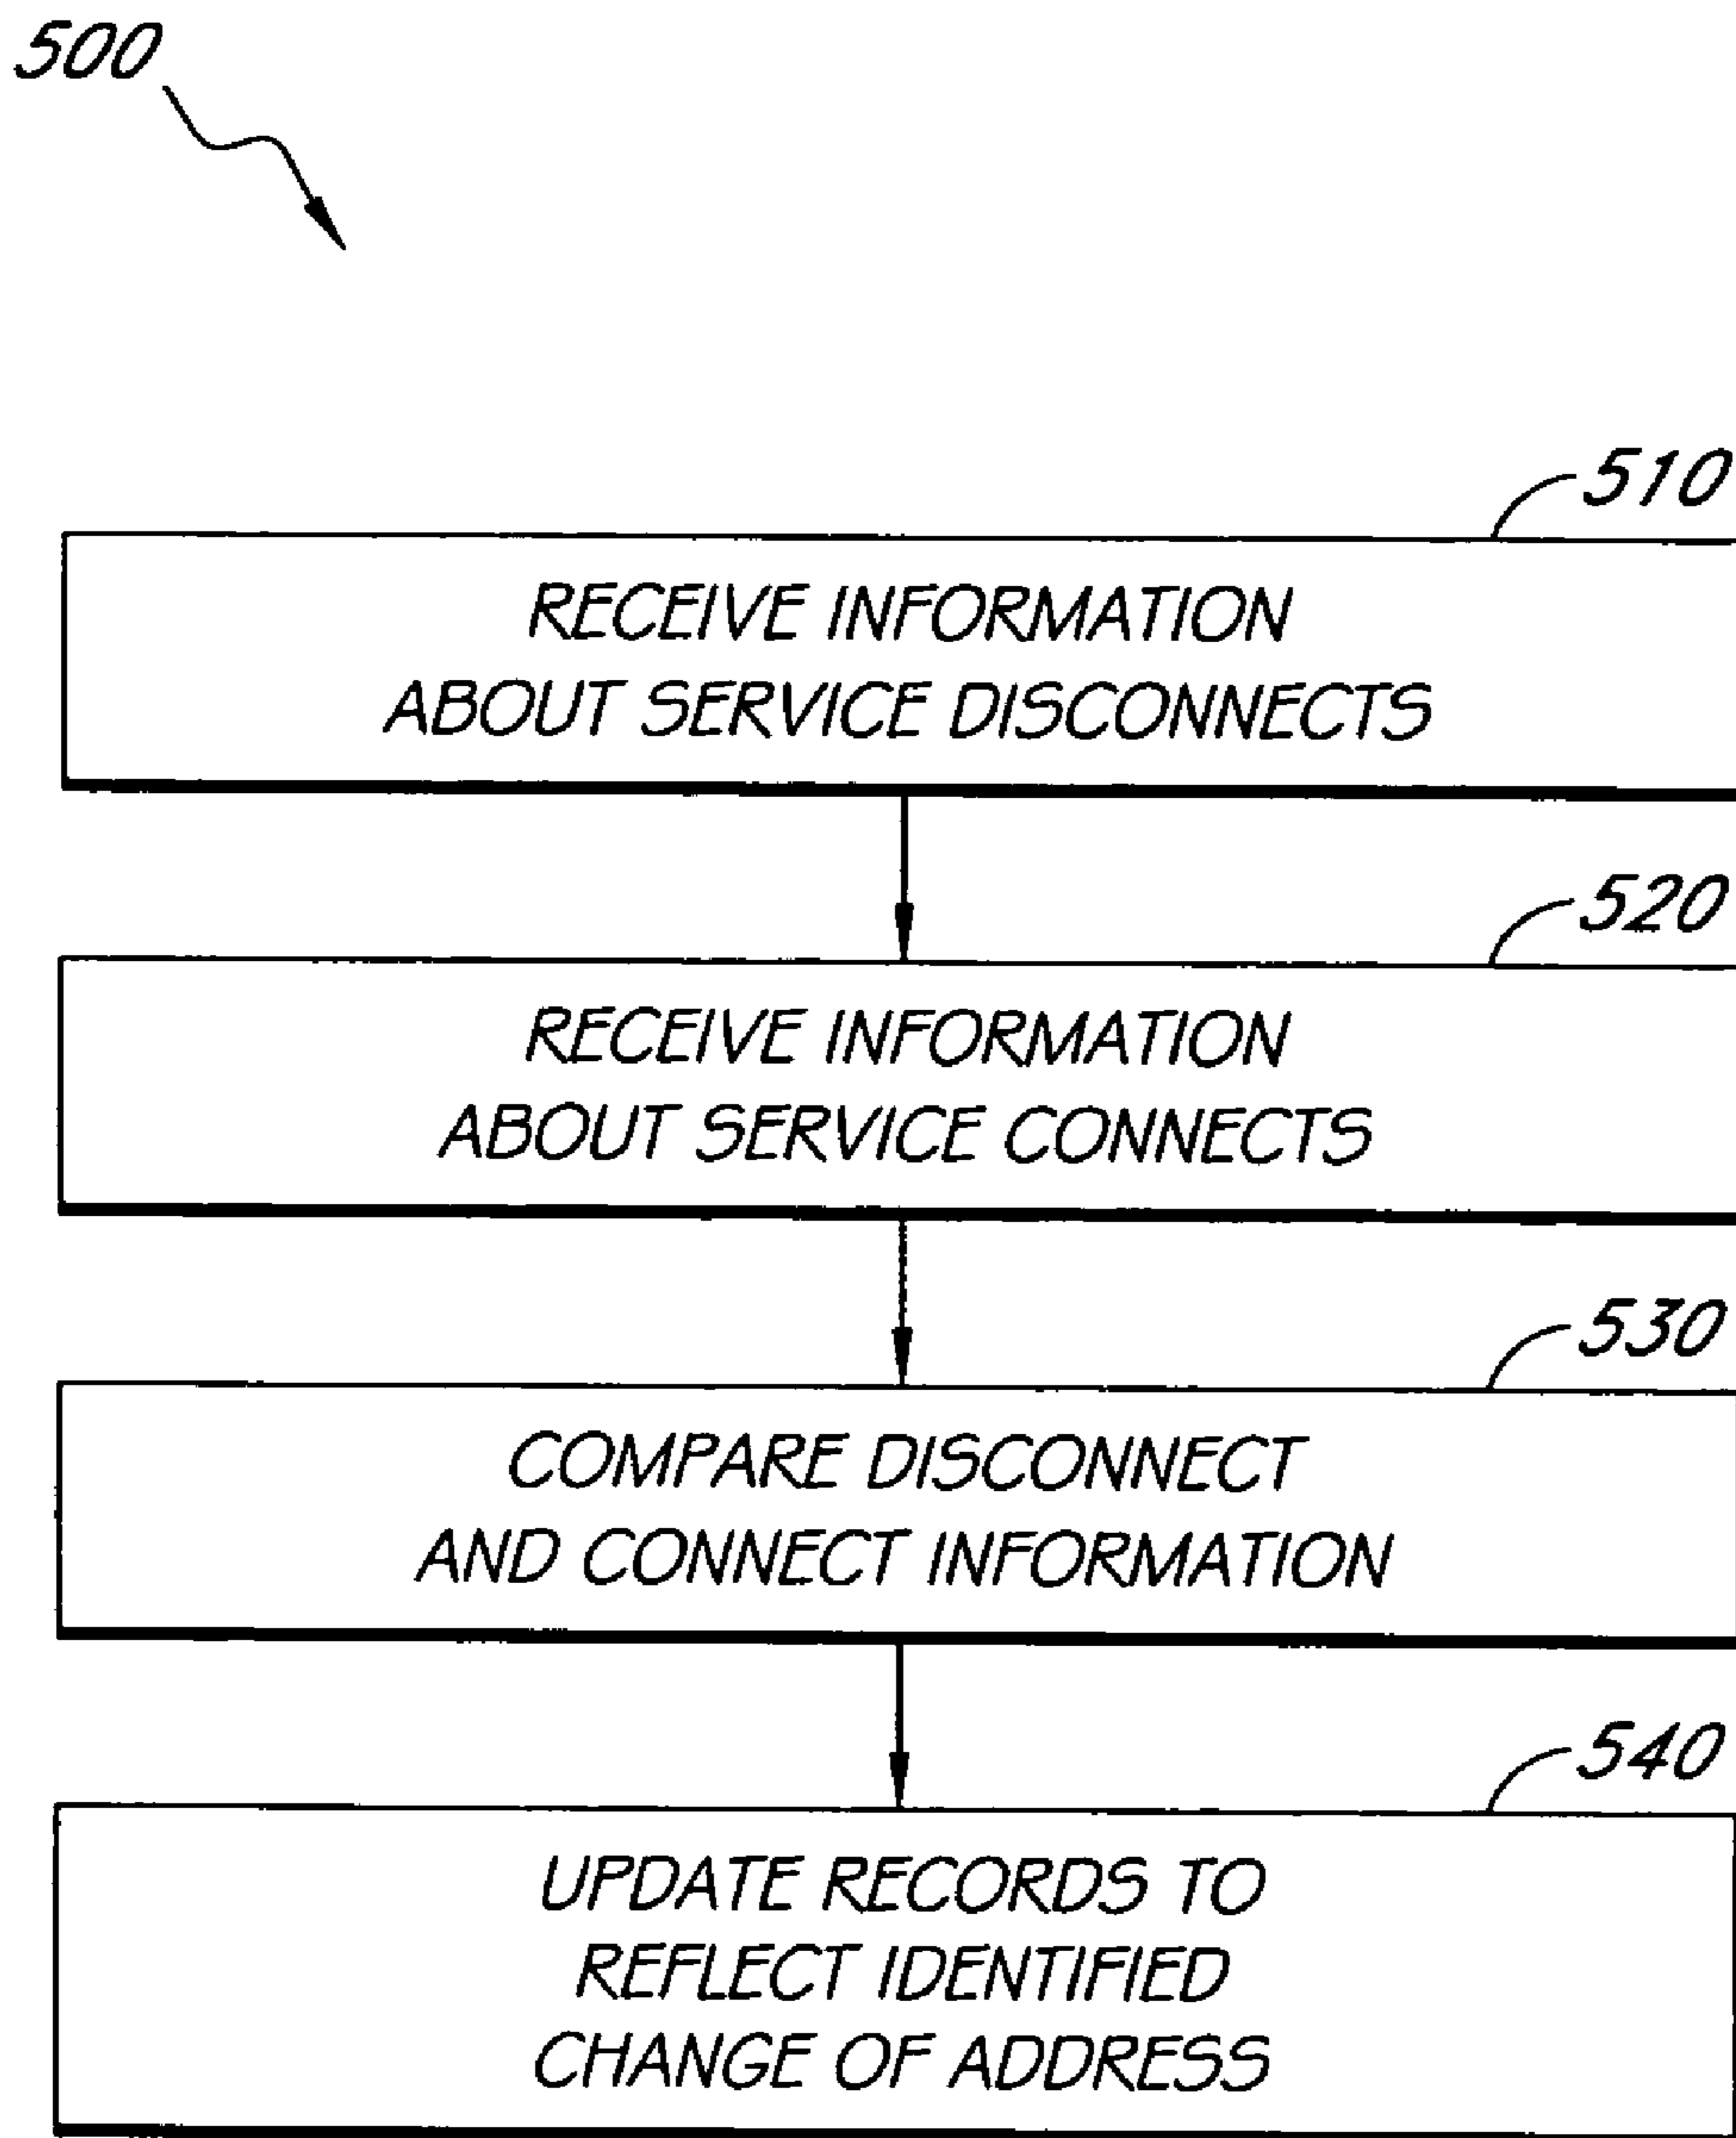 500
510
RECEIVE INFORMATION
ABOUT SERVICE DISCONNECTS
520
RECEIVE INFORMATION
ABOUT SERVICE CONNECTS
530
COMPARE DISCONNECT
AND CONNECT INFORMATION
540
UPDATE RECORDS TO
REFLECT IDENTIFIED
CHANGE OF ADDRESS